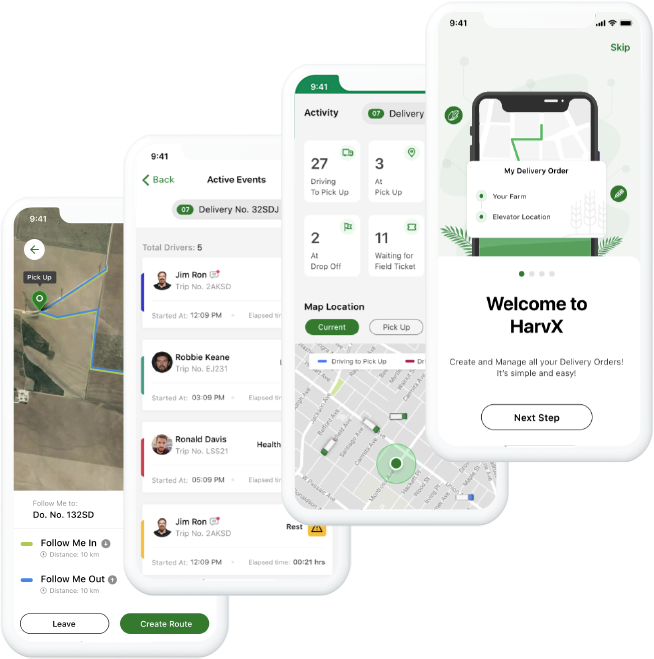 9:41
Skip
My Delivery Order
Your Farm
Elevator Location
Welcome to
HarvX
Create and Manage all your Delivery Orders!
It's simple and easy!
Next Step
9:41
Activity
07 Delivery
27
Driving
To Pick Up
3
At
Pick Up
2
At
Drop Off
11
Waiting for
Field Ticket
Map Location
Current
Pick Up
Driving to Pick Up
9:41
Back
Active Events
07 Delivery No. 32SDJ
Total Drivers: 5
Jim Ron
Trip No. 2AKSD
Started At: 12:09 PM
Elapsed time
Robbie Keane
Trip No. EJ231
Started At: 03:09 PM
Elapsed
Ronald Davis
Health
Trip No. LSS21
Started At: 05:09 PM
Elapsed
Jim Ron
Rest
Trip No. 2AKSD
Started At: 12:09 PM
Elapsed time: 00:21 hrs
9:41
Pick Up
Follow Me to:
Do. No. 132SD
Follow Me In
Distance: 10 km
Follow Me Out
Distance: 10 km
Leave
Create Route